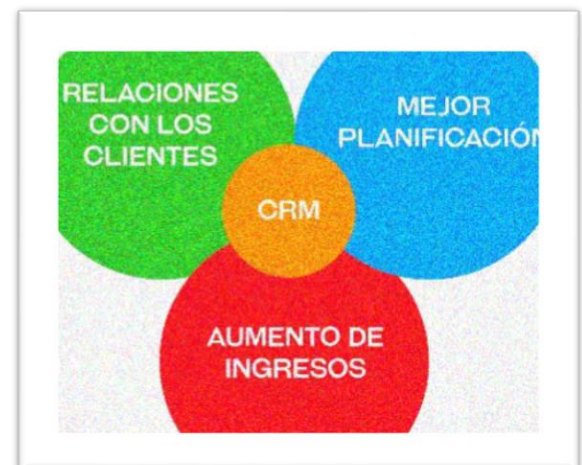 RELACIONES
CON LOS
CLIENTES
MEJOR
PLANIFICACIÓN
CRM
AUMENTO DE
INGRESOS